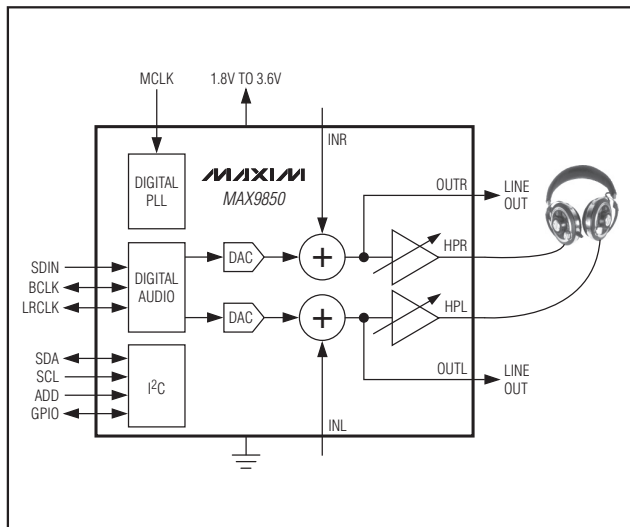 MCLK
1.8V TO 3.6V
INR
DIGITAL
PLL
MAXIM
MAX9850
OUTR
LINE
OUT
HPR
DAC
+
SDIN
BCLK
LRCLK
DIGITAL
AUDIO
DAC
+
HPL
OUTL
LINE
OUT
SDA
SCL
ADD
GPIO
I²C
INL